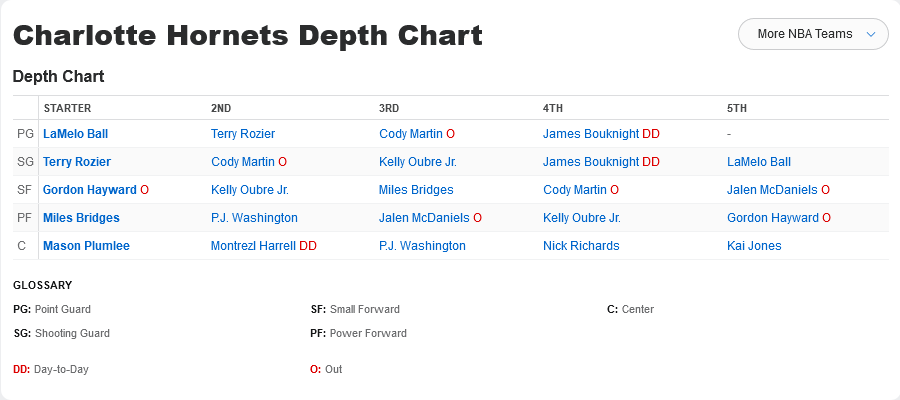 Charlotte Hornets Depth Chart
More NBA Teams
Depth Chart
STARTER 2ND 3RD 4TH 5TH
PG LaMelo Ball Terry Rozier Cody Martin O James Bouknight DD -
SG Terry Rozier Cody Martin O Kelly Oubre Jr. James Bouknight DD LaMelo Ball
SF Gordon Hayward O Kelly Oubre Jr. Miles Bridges Cody Martin O Jalen McDaniels O
PF Miles Bridges P.J. Washington Jalen McDaniels O Kelly Oubre Jr. Gordon Hayward O
C Mason Plumlee Montrezl Harrell DD P.J. Washington Nick Richards Kai Jones
GLOSSARY
PG: Point Guard SF: Small Forward C: Center
SG: Shooting Guard PF: Power Forward
DD: Day-to-Day O: Out